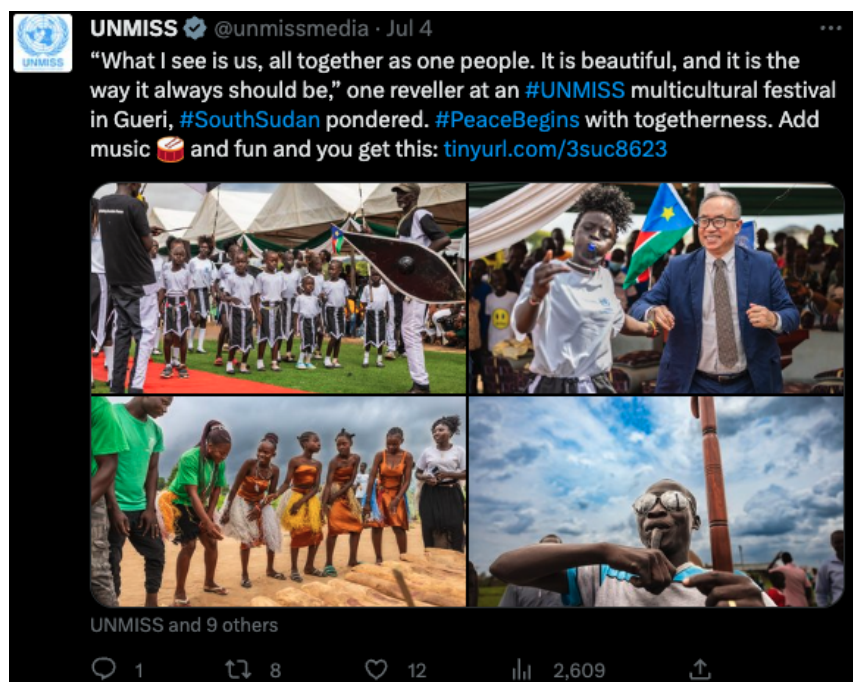 UNMISS @unmissmedia · Jul 4
UNMISS
“What I see is us, all together as one people. It is beautiful, and it is the
way it always should be,” one reveller at an #UNMISS multicultural festival
in Gueri, #SouthSudan pondered. #PeaceBegins with togetherness. Add
music 🥁 and fun and you get this: tinyurl.com/3suc8623
UNMISS and 9 others
1 8 12 2,609